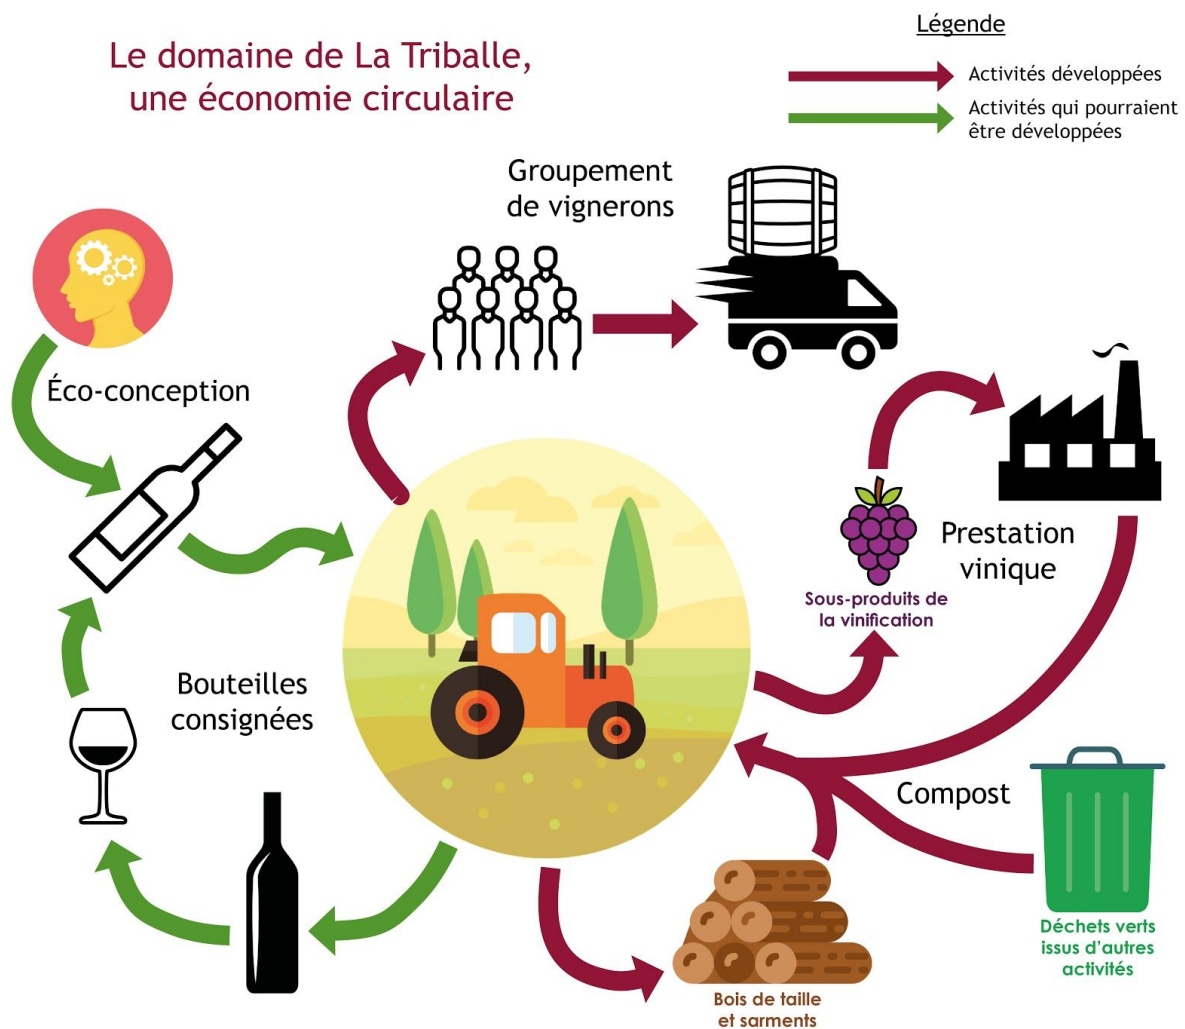 Le domaine de La Triballe,
une économie circulaire
Légende
Activités développées
Activités qui pourraient
être développées
Groupement
de vignerons
Éco-conception
Prestation
vinique
Sous-produits de
la vinification
Bouteilles
consignées
Compost
Déchets verts
issus d'autres
activités
Bois de taille
et sarments